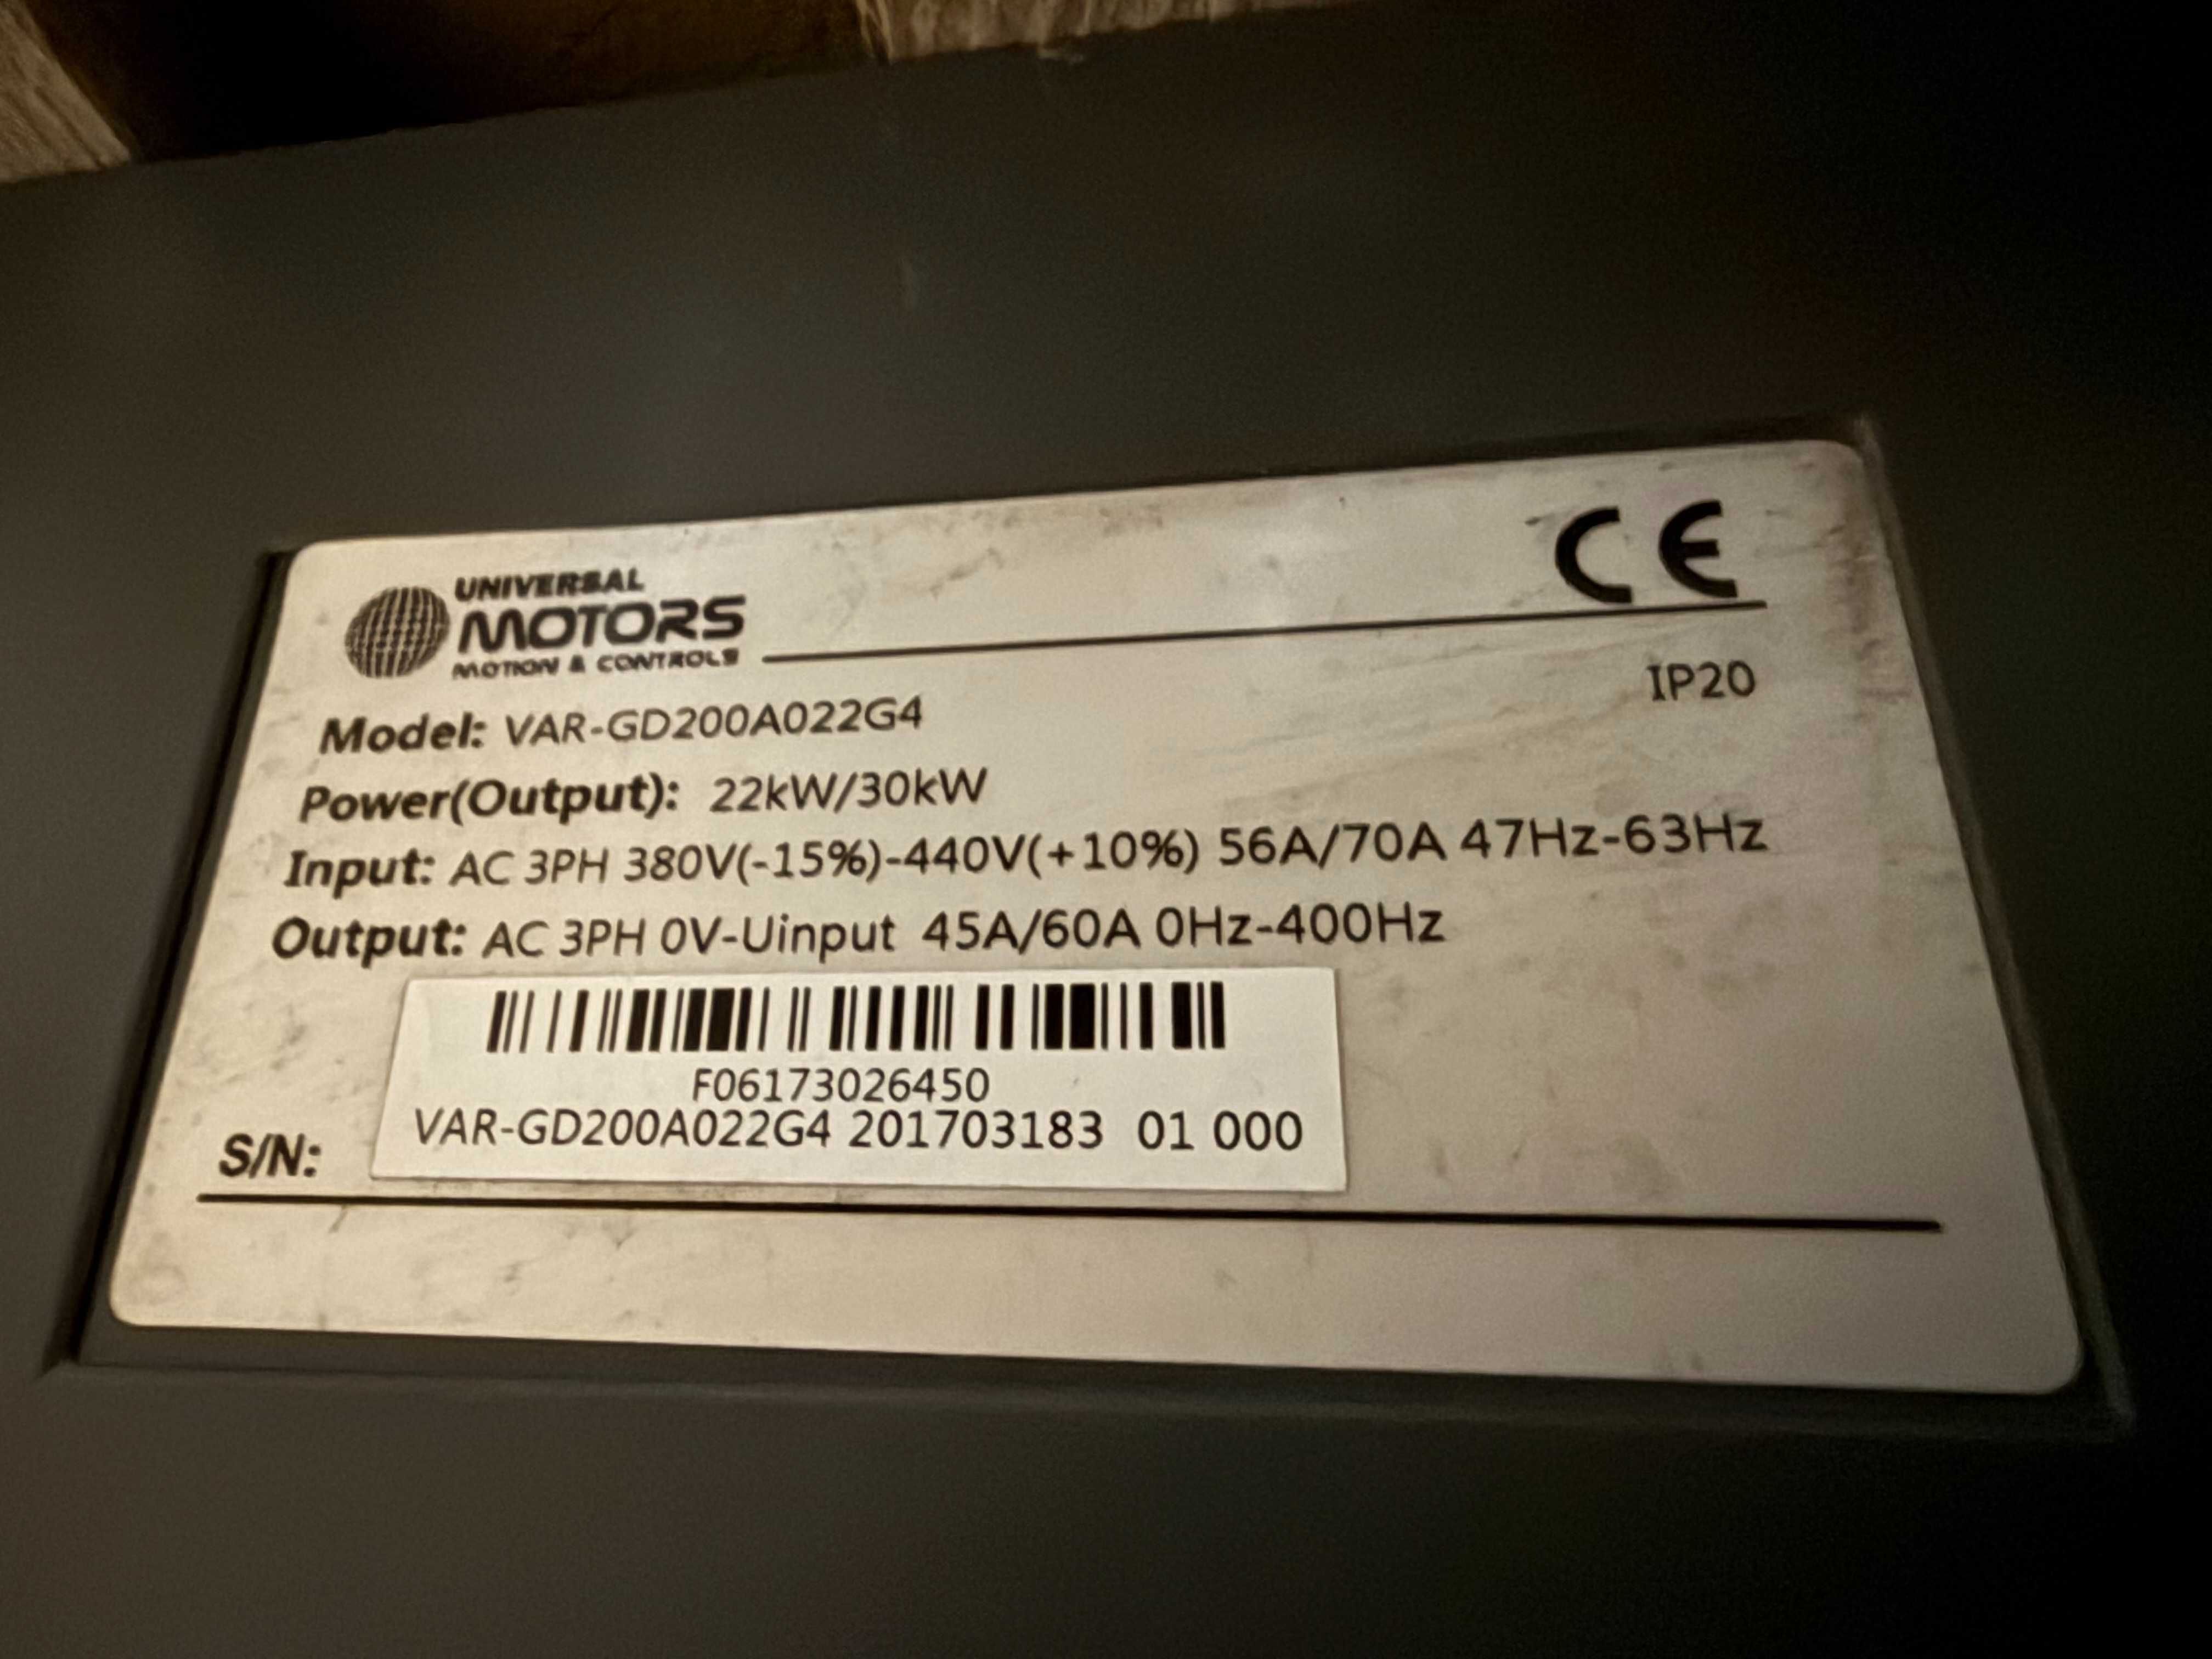 UNIVERSAL
MOTORS
MOTION & CONTROLS
CE
IP20
Model: VAR-GD200A022G4
Power(Output): 22kW/30kW
Input: AC 3PH 380V(-15%)-440V(+10%) 56A/70A 47Hz-63Hz
Output: AC 3PH 0V-Uinput 45A/60A 0Hz-400Hz
F06173026450
VAR-GD200A022G4 201703183 01 000
S/N: